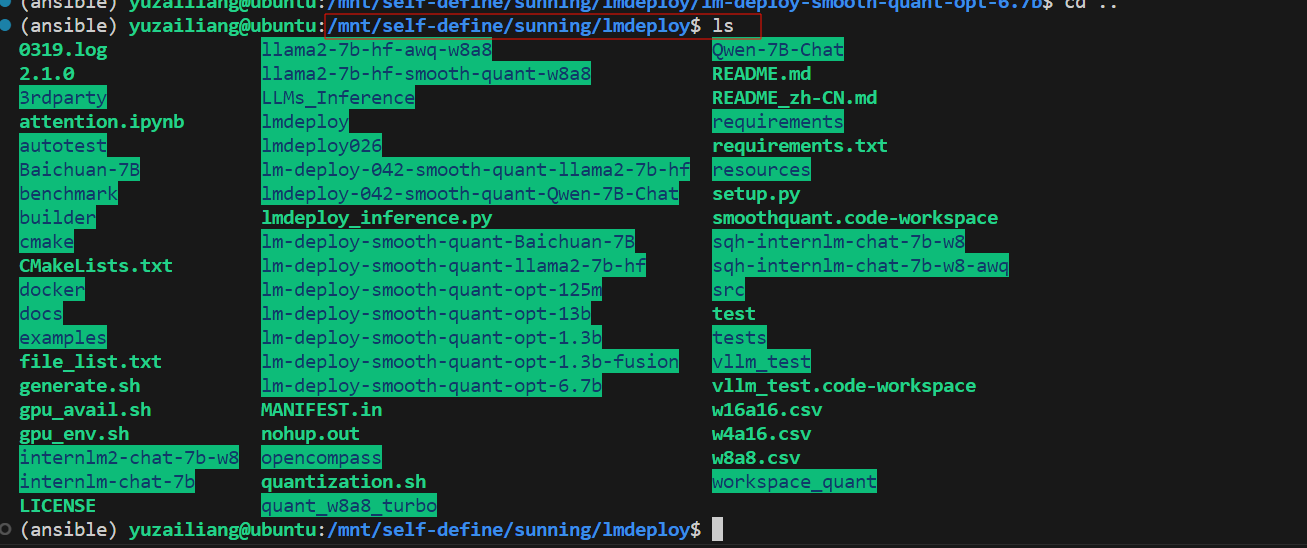 (ansible) yuzailiang@ubuntu:/mnt/self-define/sunning/lmdeploy/lm-deploy-smooth-quant-opt-6.7b$ cd ..
(ansible) yuzailiang@ubuntu:/mnt/self-define/sunning/lmdeploy$ ls
0319.log llama2-7b-hf-awq-w8a8 Qwen-7B-Chat
2.1.0 llama2-7b-hf-smooth-quant-w8a8 README.md
3rdparty LLMs_Inference README_zh-CN.md
attention.ipynb lmdeploy requirements
autotest lmdeploy026 requirements.txt
Baichuan-7B lm-deploy-042-smooth-quant-llama2-7b-hf resources
benchmark lmdeploy-042-smooth-quant-Qwen-7B-Chat setup.py
builder lmdeploy_inference.py smoothquant.code-workspace
cmake lm-deploy-smooth-quant-Baichuan-7B sqh-internlm-chat-7b-w8
CMakeLists.txt lm-deploy-smooth-quant-llama2-7b-hf sqh-internlm-chat-7b-w8-awq
docker lm-deploy-smooth-quant-opt-125m src
docs lm-deploy-smooth-quant-opt-13b test
examples lm-deploy-smooth-quant-opt-1.3b tests
file_list.txt lm-deploy-smooth-quant-opt-1.3b-fusion vllm_test
generate.sh lm-deploy-smooth-quant-opt-6.7b vllm_test.code-workspace
gpu_avail.sh MANIFEST.in w16a16.csv
gpu_env.sh nohup.out w4a16.csv
internlm2-chat-7b-w8 opencompass w8a8.csv
internlm-chat-7b quantization.sh workspace_quant
LICENSE quant_w8a8_turbo
(ansible) yuzailiang@ubuntu:/mnt/self-define/sunning/lmdeploy$